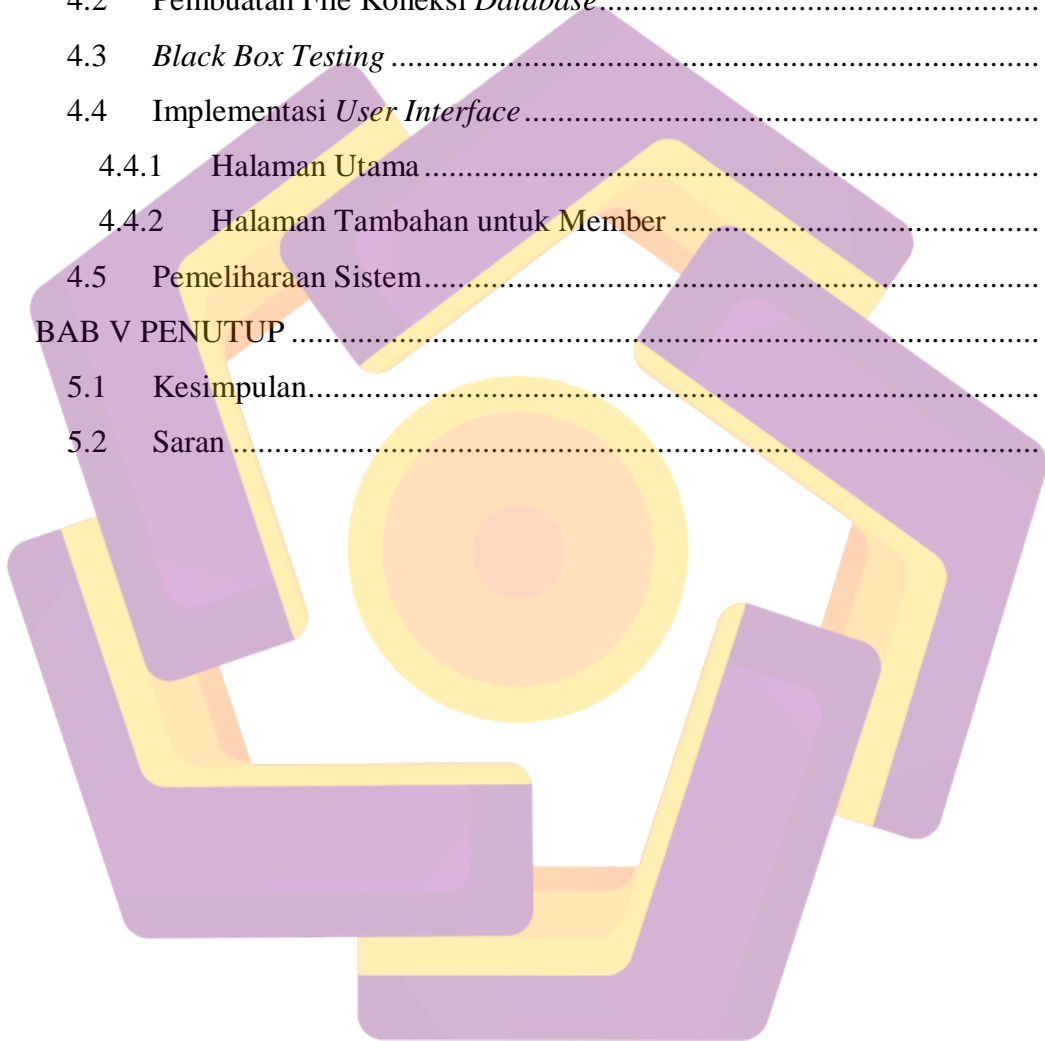 4.2 Pembuatan File Koneksi Database........................................................
4.3 Black Box Testing ...................................................................................
4.4 Implementasi User Interface...................................................................
4.4.1 Halaman Utama ..............................................................................
4.4.2 Halaman Tambahan untuk Member ...............................................
4.5 Pemeliharaan Sistem...............................................................................
BAB V PENUTUP ...........................................................................................
5.1 Kesimpulan..............................................................................................
5.2 Saran .......................................................................................................